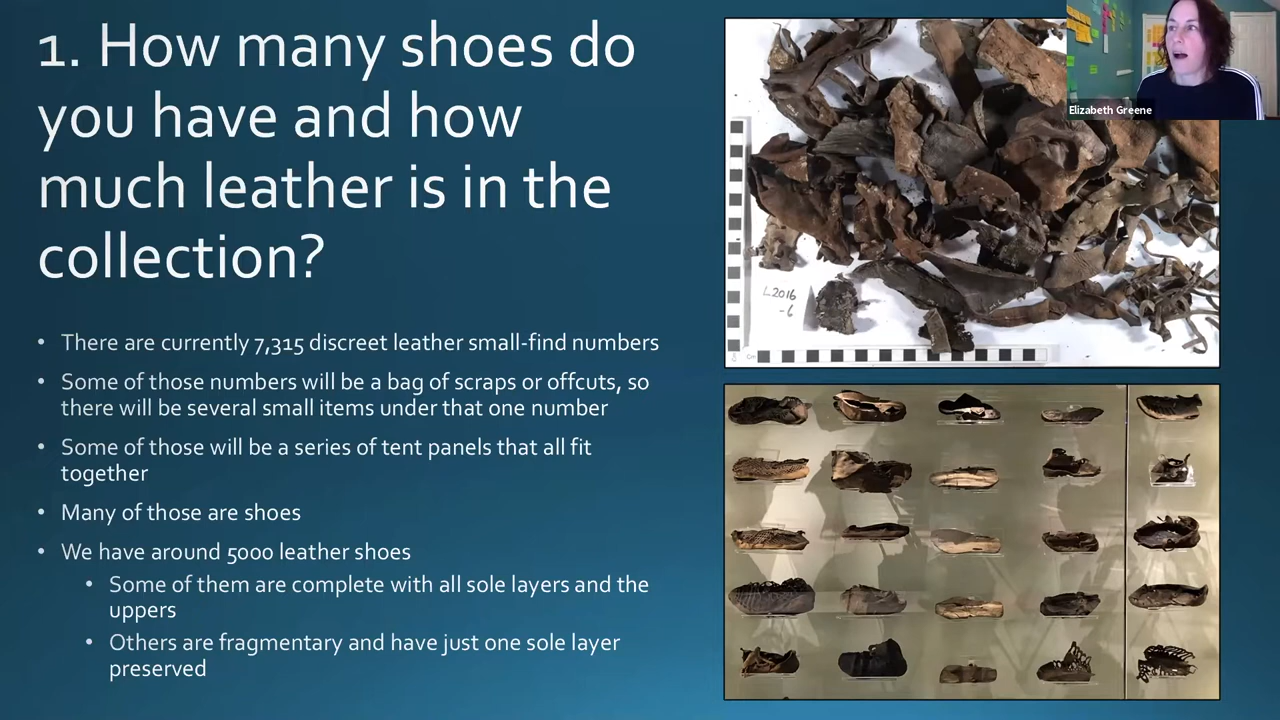 1. How many shoes do
you have and how
much leather is in the
collection?
• There are currently 7,315 discreet leather small-find numbers
• Some of those numbers will be a bag of scraps or offcuts, so
there will be several small items under that one number
• Some of those will be a series of tent panels that all fit
together
• Many of those are shoes
• We have around 5000 leather shoes
• Some of them are complete with all sole layers and the
uppers
• Others are fragmentary and have just one sole layer
preserved
Elizabeth Greene
L2016
-6